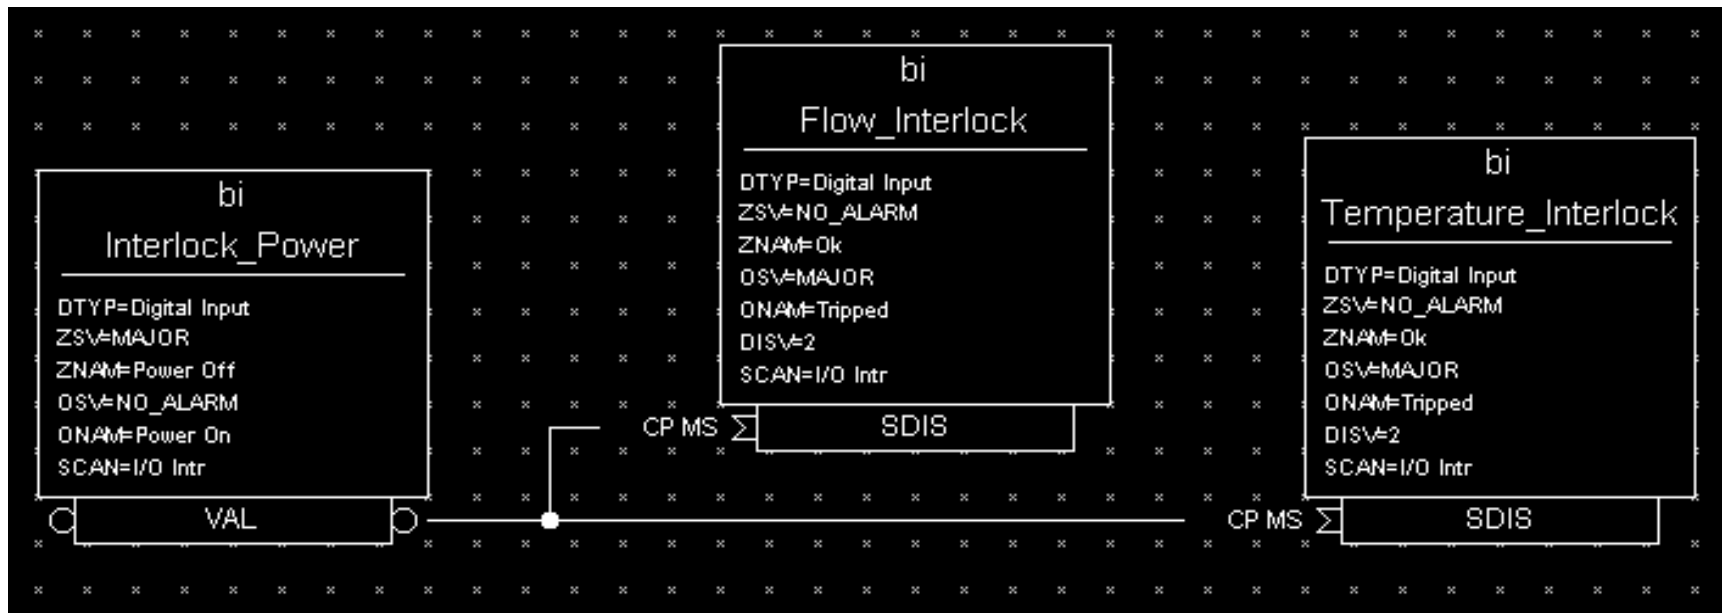 bi
Interlock_Power
DTYP=Digital Input
ZSV=MAJOR
ZNAM=Power Off
OSV=NO_ALARM
ONAM=Power On
SCAN=I/O Intr
VAL
bi
Flow_Interlock
DTYP=Digital Input
ZSV=NO_ALARM
ZNAM=Ok
OSV=MAJOR
ONAM=Tripped
DISV=2
SCAN=I/O Intr
CP MS
SDIS
bi
Temperature_Interlock
DTYP=Digital Input
ZSV=NO_ALARM
ZNAM=Ok
OSV=MAJOR
ONAM=Tripped
DISV=2
SCAN=I/O Intr
CP MS
SDIS